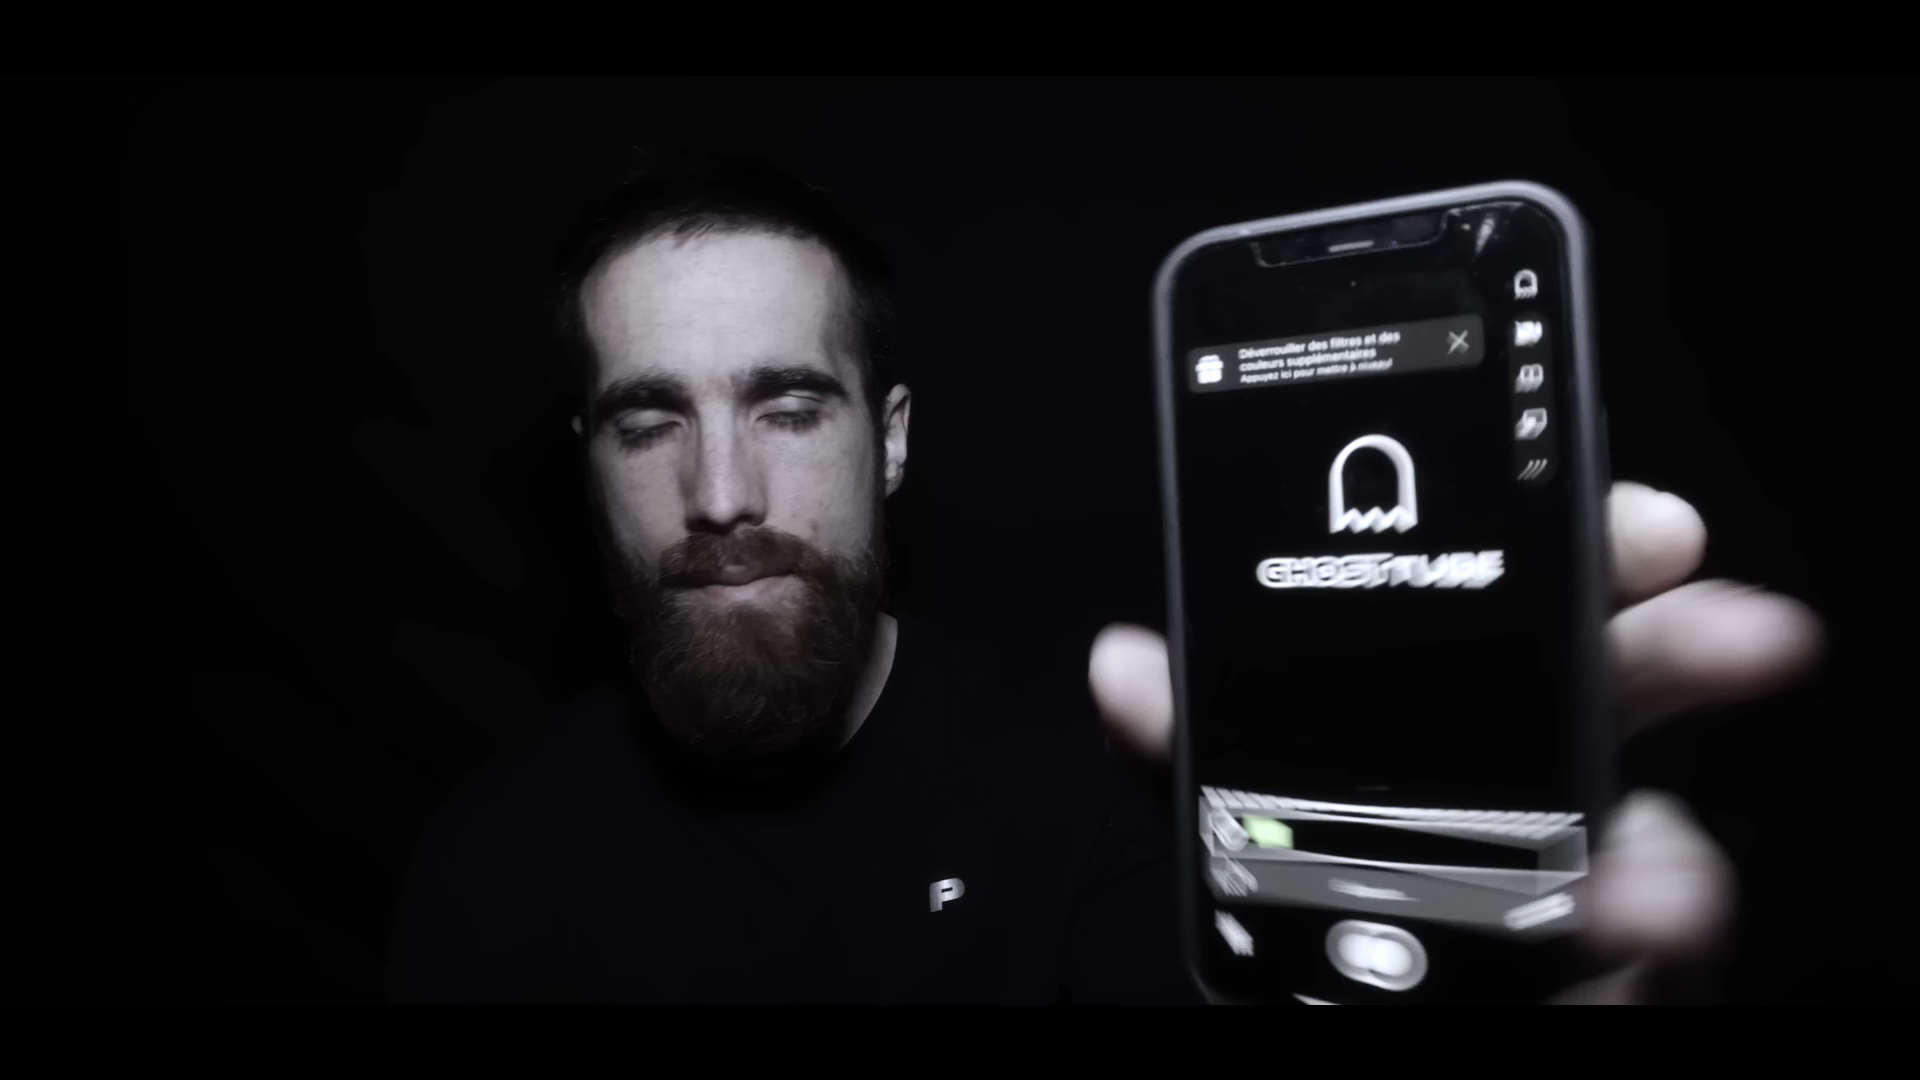 Déverrouiller des filtres et des
couleurs supplémentaires
Appuyez ici pour mettre à niveau!
GHOSTTUBE
P